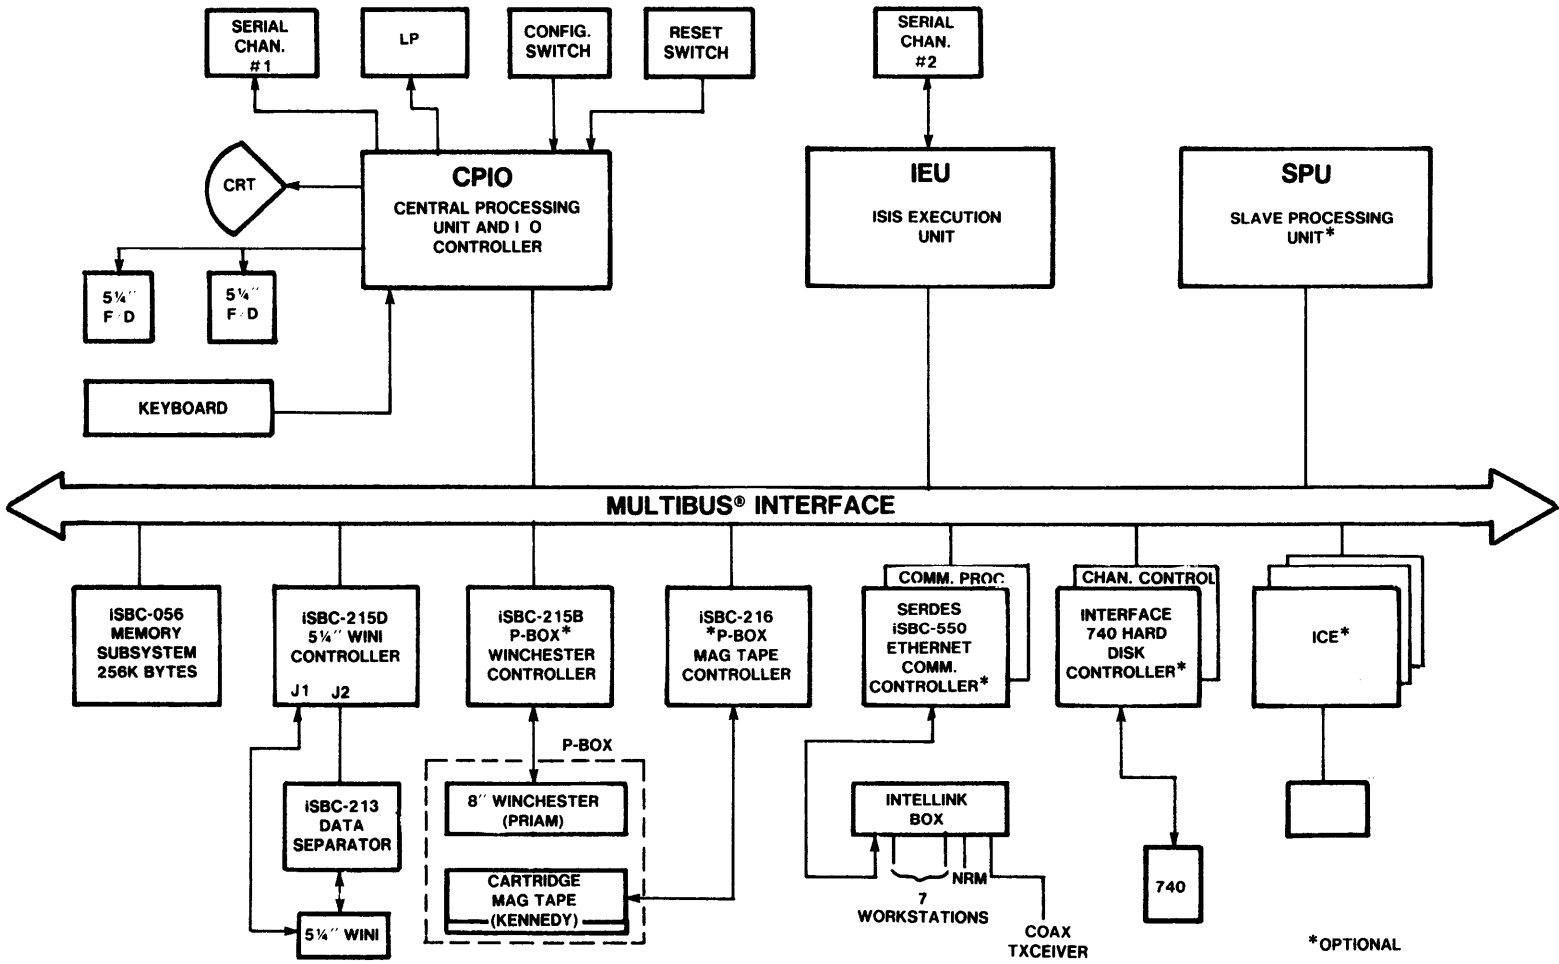 SERIAL
CHAN.
#1
LP
CONFIG.
SWITCH
RESET
SWITCH
SERIAL
CHAN.
#2
CRT
CPIO
CENTRAL PROCESSING
UNIT AND I O
CONTROLLER
IEU
ISIS EXECUTION
UNIT
SPU
SLAVE PROCESSING
UNIT*
5¼″
F/D
5¼″
F/D
KEYBOARD
MULTIBUS® INTERFACE
iSBC-056
MEMORY
SUBSYSTEM
256K BYTES
iSBC-215D
5¼″ WINI
CONTROLLER
J1 J2
iSBC-215B
P-BOX*
WINCHESTER
CONTROLLER
iSBC-216
*P-BOX
MAG TAPE
CONTROLLER
COMM. PROC
SERDES
iSBC-550
ETHERNET
COMM.
CONTROLLER*
CHAN. CONTROL
INTERFACE
740 HARD
DISK
CONTROLLER*
ICE*
P-BOX
iSBC-213
DATA
SEPARATOR
5¼″ WINI
8″ WINCHESTER
(PRIAM)
CARTRIDGE
MAG TAPE
(KENNEDY)
INTELLINK
BOX
NRM
7
WORKSTATIONS
COAX
TXCEIVER
740
*OPTIONAL